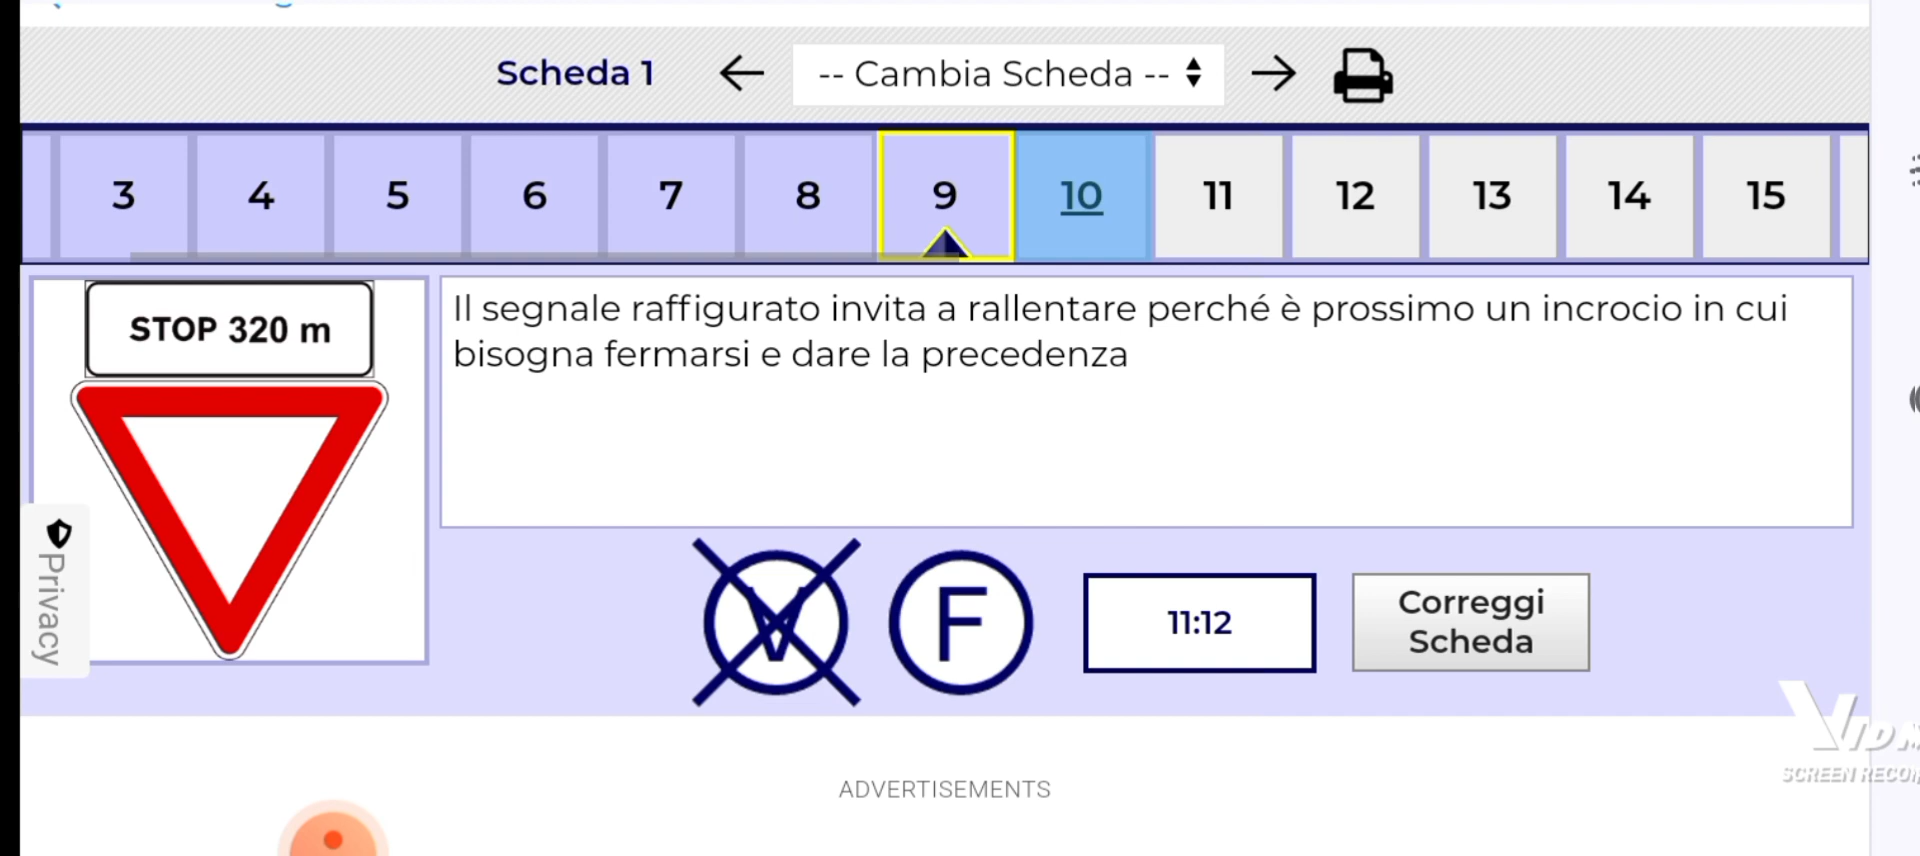 Scheda 1
-- Cambia Scheda --
3 4 5 6 7 8 9 10 11 12 13 14 15
STOP 320 m
Il segnale raffigurato invita a rallentare perché è prossimo un incrocio in cui
bisogna fermarsi e dare la precedenza
Privacy
V
F
11:12
Correggi
Scheda
ADVERTISEMENTS
SCREEN